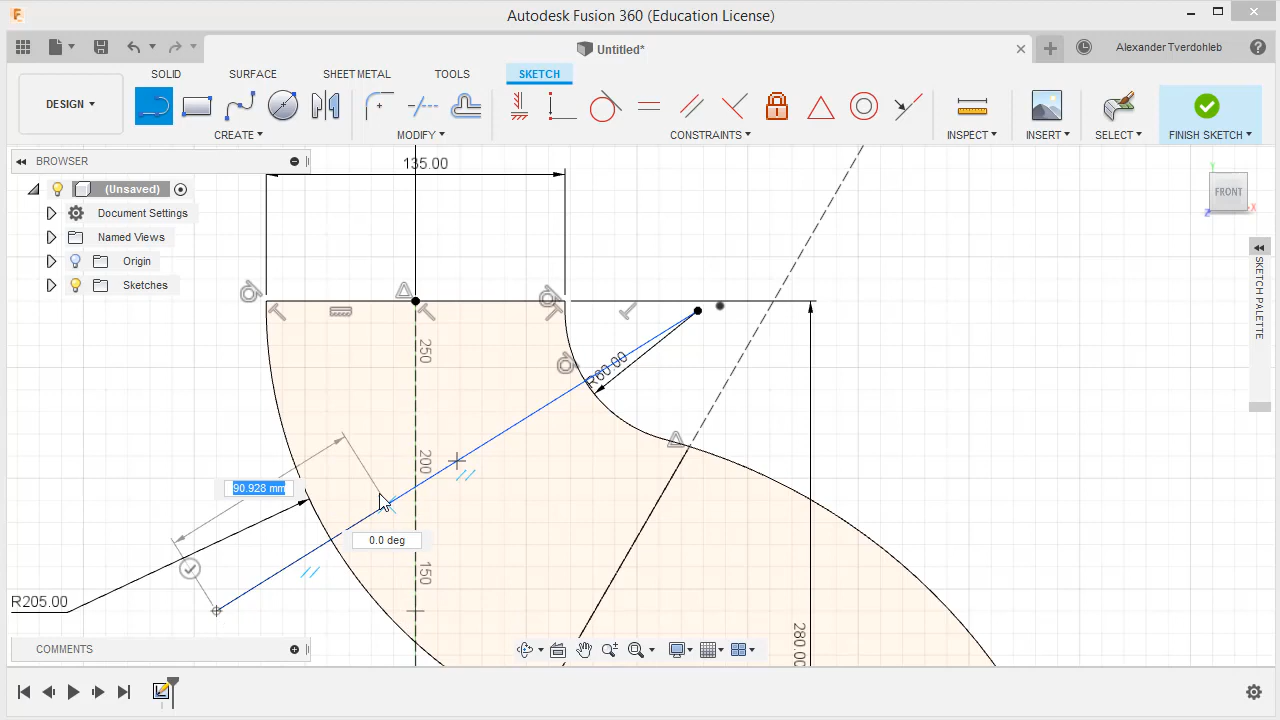 Autodesk Fusion 360 (Education License)
Untitled*
Alexander Tverdohleb
DESIGN
SOLID
SURFACE
SHEET METAL
TOOLS
SKETCH
CREATE
MODIFY
CONSTRAINTS
INSPECT
INSERT
SELECT
FINISH SKETCH
BROWSER
(Unsaved)
Document Settings
Named Views
Origin
Sketches
135.00
FRONT
Y
X
Z
SKETCH PALETTE
250
R60.00
200
90.928 mm
0.0 deg
150
R205.00
280.00
COMMENTS